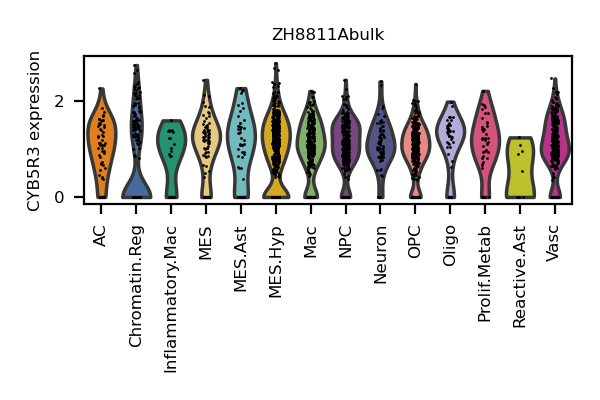 ZH8811Abulk
CYB5R3 expression
2
0
AC
Chromatin.Reg
Inflammatory.Mac
MES
MES.Ast
MES.Hyp
Mac
NPC
Neuron
OPC
Oligo
Prolif.Metab
Reactive.Ast
Vasc